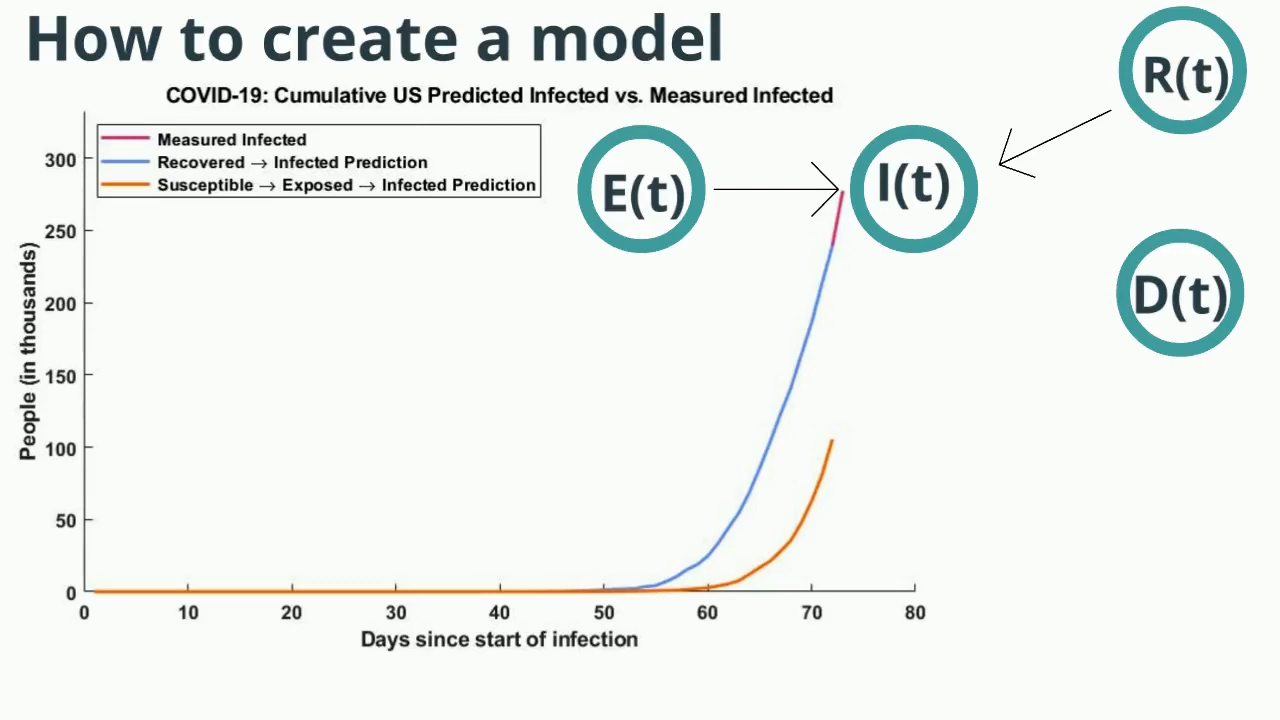 How to create a model
COVID-19: Cumulative US Predicted Infected vs. Measured Infected
Measured Infected
Recovered → Infected Prediction
Susceptible → Exposed → Infected Prediction
E(t)
I(t)
R(t)
D(t)
People (in thousands)
300
250
200
150
100
50
0
0 10 20 30 40 50 60 70 80
Days since start of infection